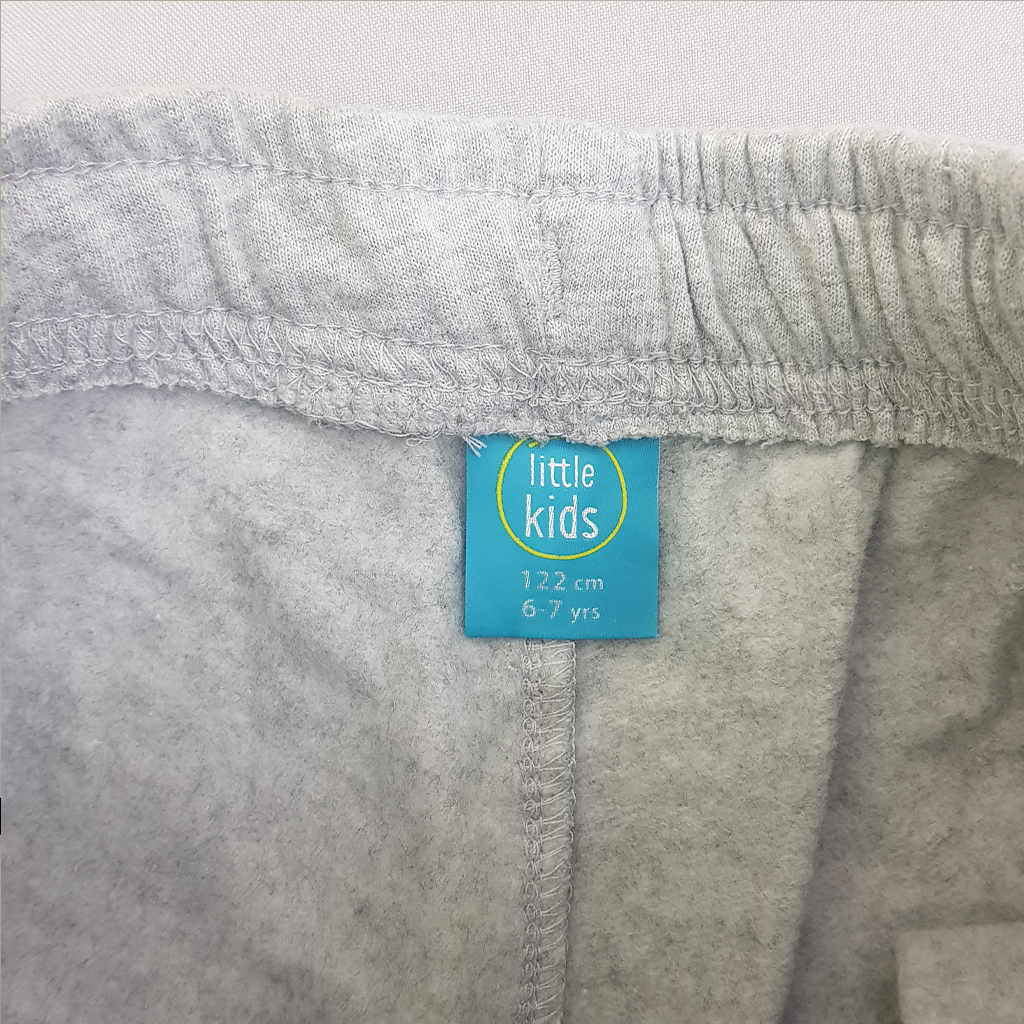 little
kids
122 cm
6-7 yrs